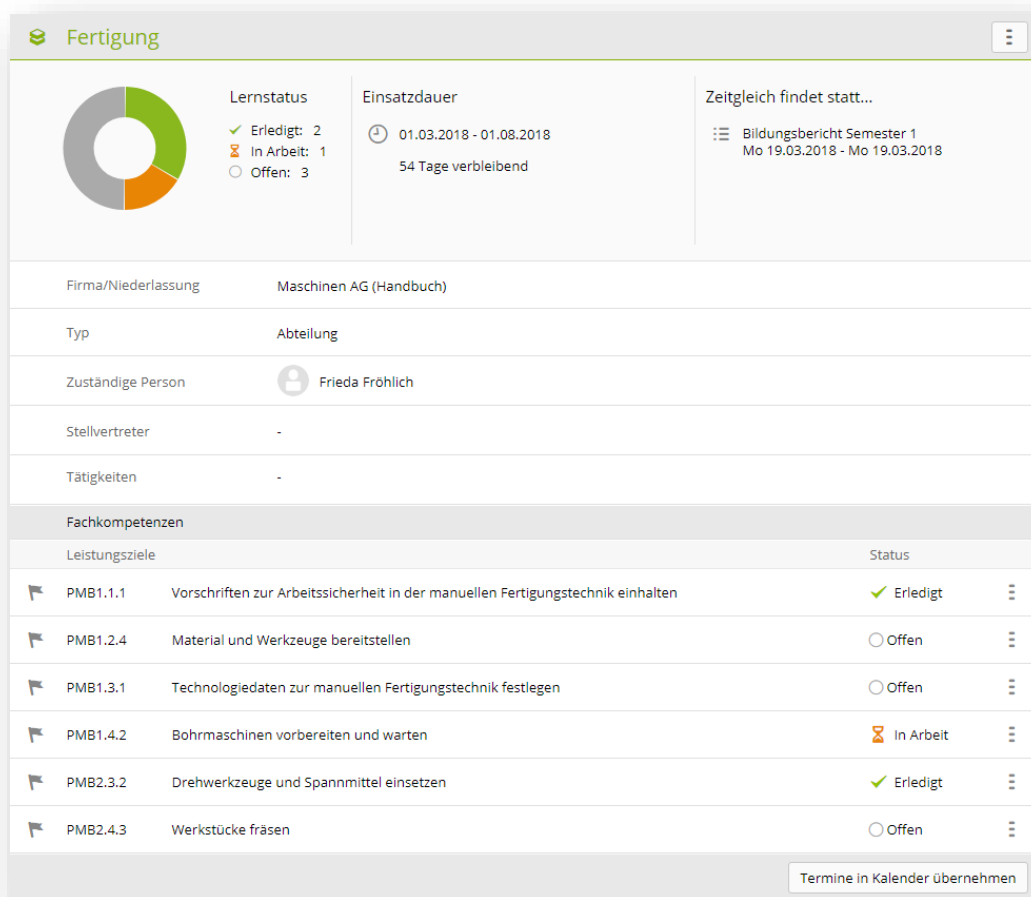 Fertigung
Lernstatus
Erledigt: 2
In Arbeit: 1
Offen: 3
Einsatzdauer
01.03.2018 - 01.08.2018
54 Tage verbleibend
Zeitgleich findet statt...
Bildungsbericht Semester 1
Mo 19.03.2018 - Mo 19.03.2018
Firma/Niederlassung Maschinen AG (Handbuch)
Typ Abteilung
Zuständige Person Frieda Fröhlich
Stellvertreter -
Tätigkeiten -
Fachkompetenzen
Leistungsziele Status
PMB1.1.1 Vorschriften zur Arbeitssicherheit in der manuellen Fertigungstechnik einhalten Erledigt
PMB1.2.4 Material und Werkzeuge bereitstellen Offen
PMB1.3.1 Technologiedaten zur manuellen Fertigungstechnik festlegen Offen
PMB1.4.2 Bohrmaschinen vorbereiten und warten In Arbeit
PMB2.3.2 Drehwerkzeuge und Spannmittel einsetzen Erledigt
PMB2.4.3 Werkstücke fräsen Offen
Termine in Kalender übernehmen